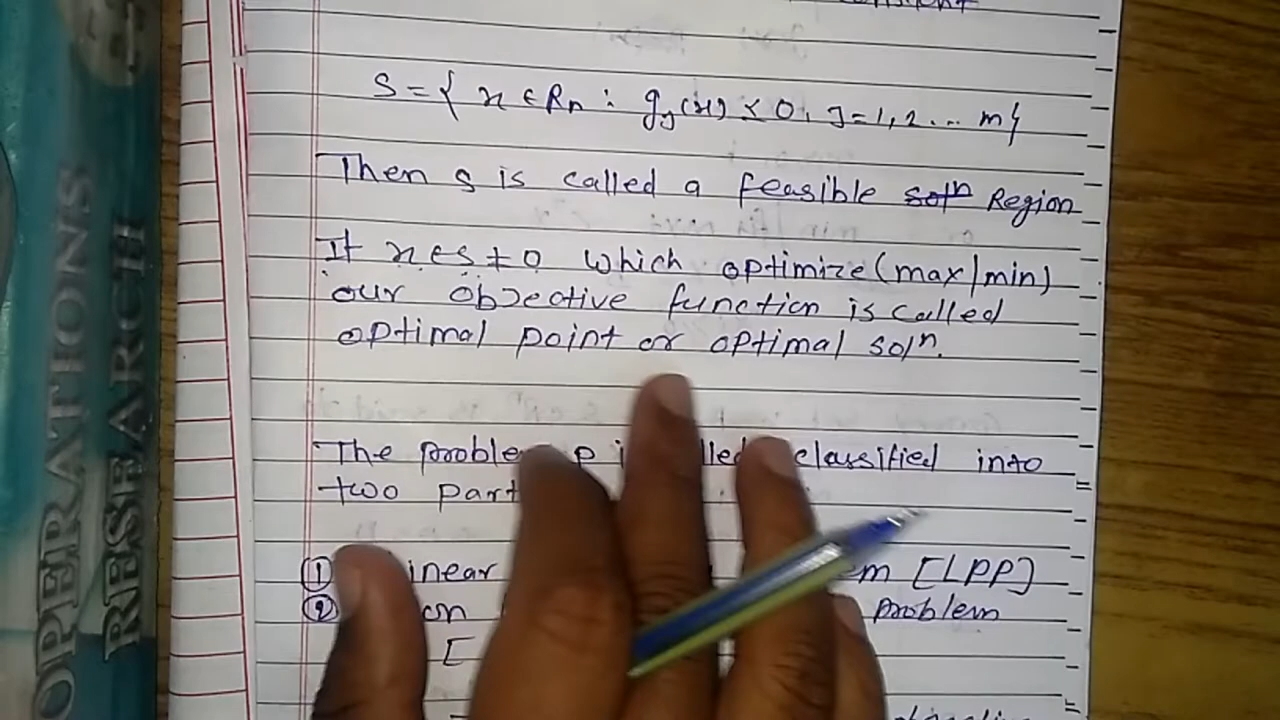 OPERATIONS
RESEARCH
S = { x ∈ Rn : gj(x) ≤ 0, J = 1, 2 ... m}
Then S is called a feasible soln Region
If x ∈ S ≠ 0 which optimize (max/min)
our objective function is called
optimal point or optimal soln.
The proble P classified into
two part
① inear em [LPP]
② on problem
[